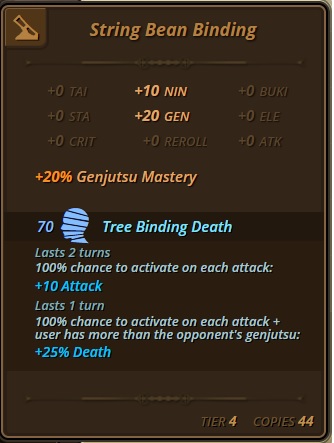 String Bean Binding
+0 TAI +10 NIN +0 BUKI
+0 STA +20 GEN +0 ELE
+0 CRIT +0 REROLL +0 ATK
+20% Genjutsu Mastery
70 Tree Binding Death
Lasts 2 turns
100% chance to activate on each attack:
+10 Attack
Lasts 1 turn
100% chance to activate on each attack +
user has more than the opponent's genjutsu:
+25% Death
TIER 4 COPIES 44